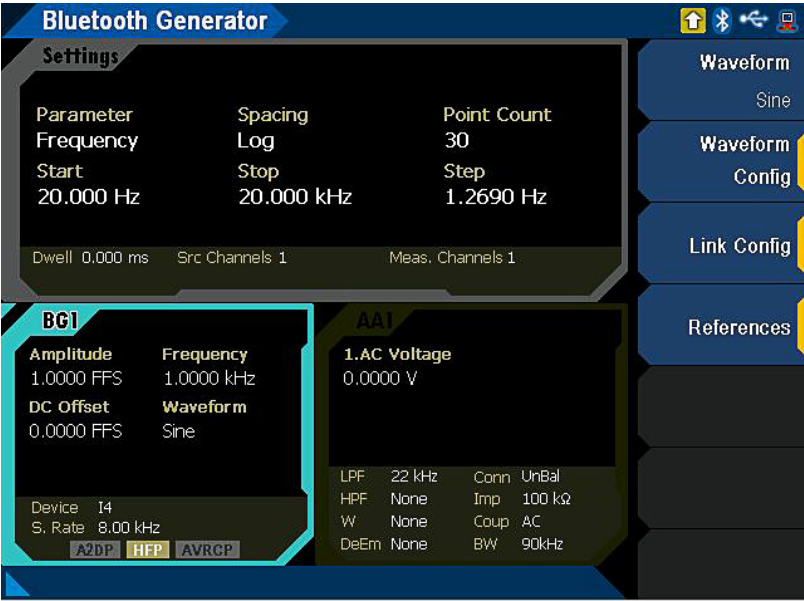 Bluetooth Generator
Settings
Parameter Spacing Point Count
Frequency Log 30
Start Stop Step
20.000 Hz 20.000 kHz 1.2690 Hz
Dwell 0.000 ms Src Channels 1 Meas. Channels 1
Waveform
Sine
Waveform
Config
Link Config
References
BG1
Amplitude Frequency
1.0000 FFS 1.0000 kHz
DC Offset Waveform
0.0000 FFS Sine
Device I4
S. Rate 8.00 kHz
A2DP HFP AVRCP
AA1
1.AC Voltage
0.0000 V
LPF 22 kHz Conn UnBal
HPF None Imp 100 kΩ
W None Coup AC
DeEm None BW 90kHz